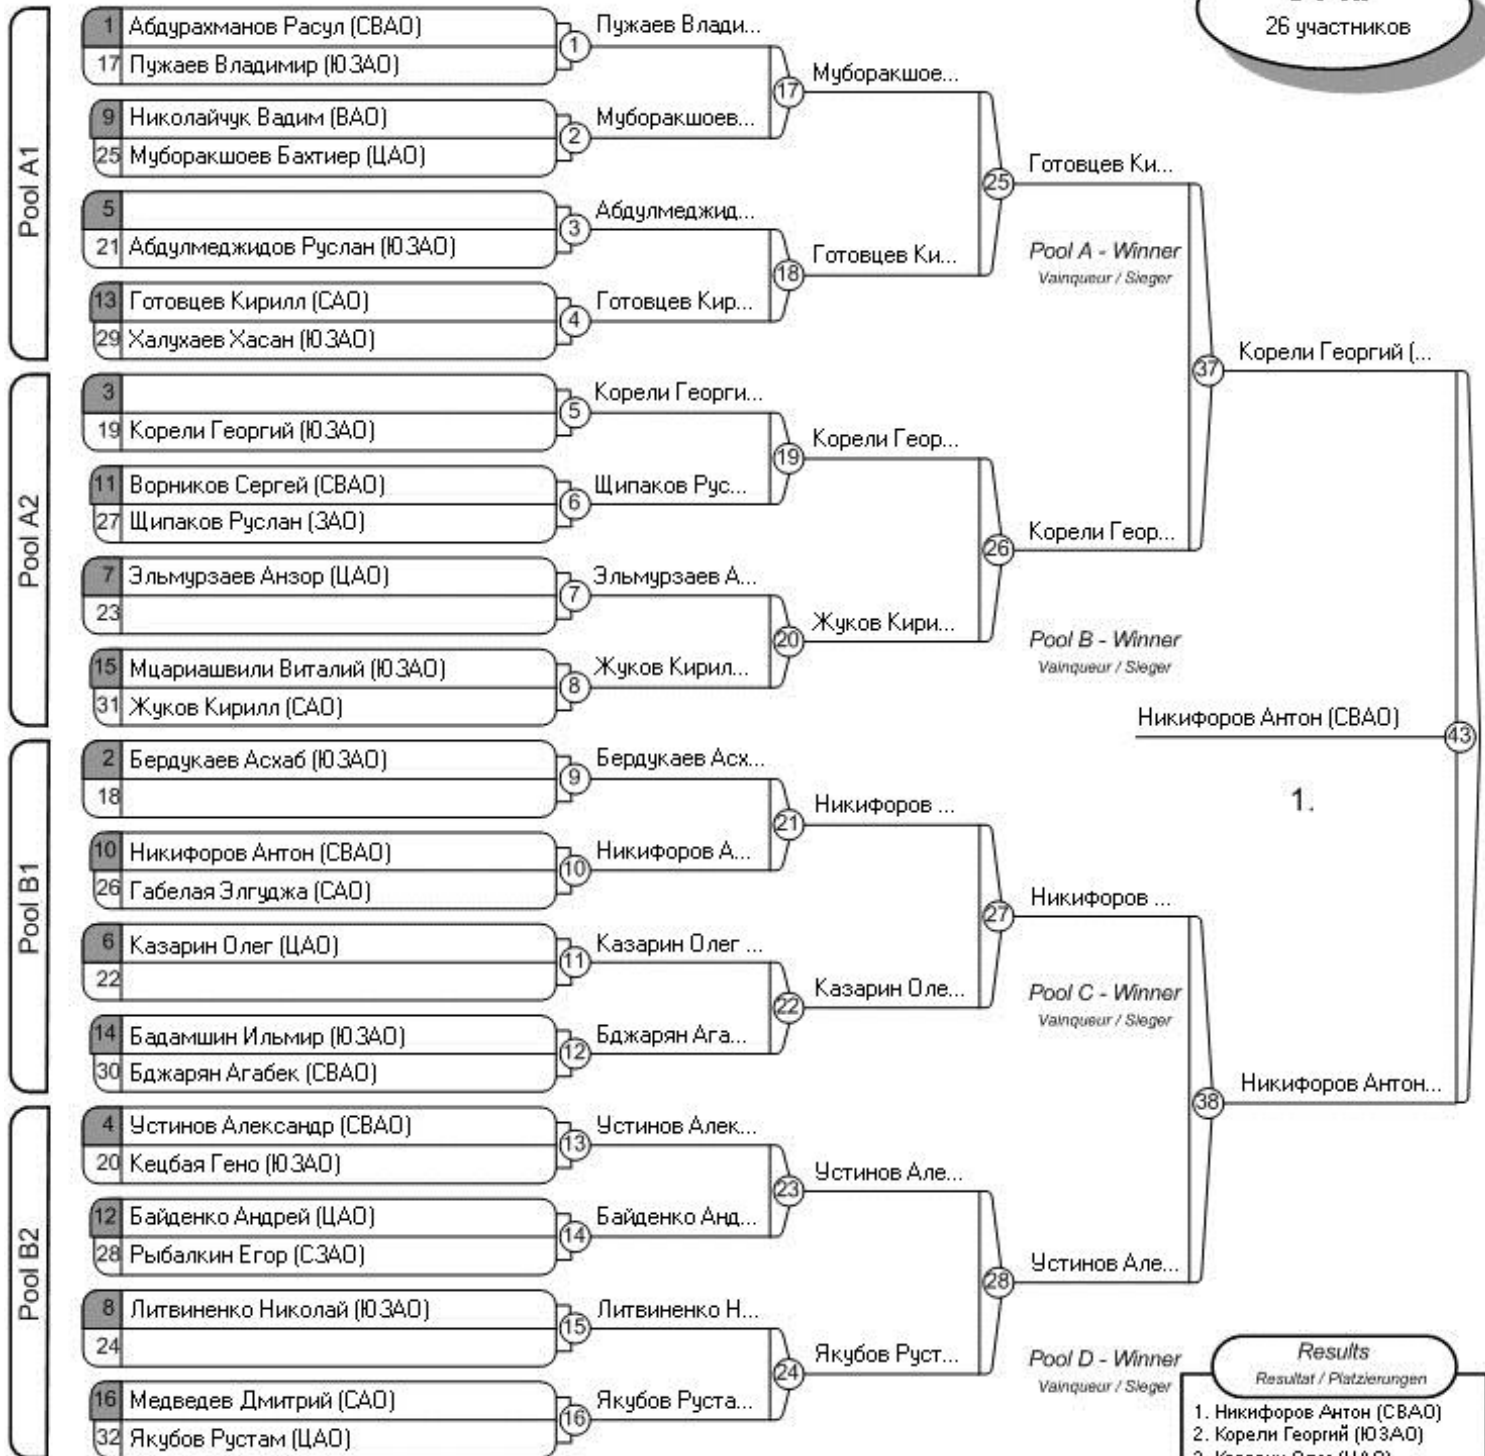 26 участников
Pool A1
1 Абдурахманов Расул (СВАО)
17 Пужаев Владимир (ЮЗАО)
9 Николайчук Вадим (ВАО)
25 Муборакшоев Бахтиер (ЦАО)
5
21 Абдулмеджидов Руслан (ЮЗАО)
13 Готовцев Кирилл (САО)
29 Халухаев Хасан (ЮЗАО)
Pool A2
3
19 Корели Георгий (ЮЗАО)
11 Ворников Сергей (СВАО)
27 Щипаков Руслан (ЗАО)
7 Эльмурзаев Анзор (ЦАО)
23
15 Мцариашвили Виталий (ЮЗАО)
31 Жуков Кирилл (САО)
Pool B1
2 Бердукаев Асхаб (ЮЗАО)
18
10 Никифоров Антон (СВАО)
26 Габелая Элгуджа (САО)
6 Казарин Олег (ЦАО)
22
14 Бадамшин Ильмир (ЮЗАО)
30 Бджарян Агабек (СВАО)
Pool B2
4 Устинов Александр (СВАО)
20 Кецбая Гено (ЮЗАО)
12 Байденко Андрей (ЦАО)
28 Рыбалкин Егор (СЗАО)
8 Литвиненко Николай (ЮЗАО)
24
16 Медведев Дмитрий (САО)
32 Якубов Рустам (ЦАО)
1 Пужаев Влади...
2 Муборакшоев...
3 Абдулмеджид...
4 Готовцев Кир...
5 Корели Георги...
6 Щипаков Рус...
7 Эльмурзаев А...
8 Жуков Кирил...
9 Бердукаев Асх...
10 Никифоров А...
11 Казарин Олег ...
12 Бджарян Ага...
13 Устинов Алек...
14 Байденко Анд...
15 Литвиненко Н...
16 Якубов Руста...
17 Муборакшое...
18 Готовцев Ки...
19 Корели Геор...
20 Жуков Кири...
21 Никифоров ...
22 Казарин Оле...
23 Устинов Але...
24 Якубов Руст...
25 Готовцев Ки...
Pool A - Winner
Vainqueur / Sieger
26 Корели Геор...
Pool B - Winner
Vainqueur / Sieger
27 Никифоров ...
Pool C - Winner
Vainqueur / Sieger
28 Устинов Але...
Pool D - Winner
Vainqueur / Sieger
37 Корели Георгий (...
38 Никифоров Антон...
Никифоров Антон (СВАО) 43
1.
Results
Resultat / Platzierungen
1. Никифоров Антон (СВАО)
2. Корели Георгий (ЮЗАО)